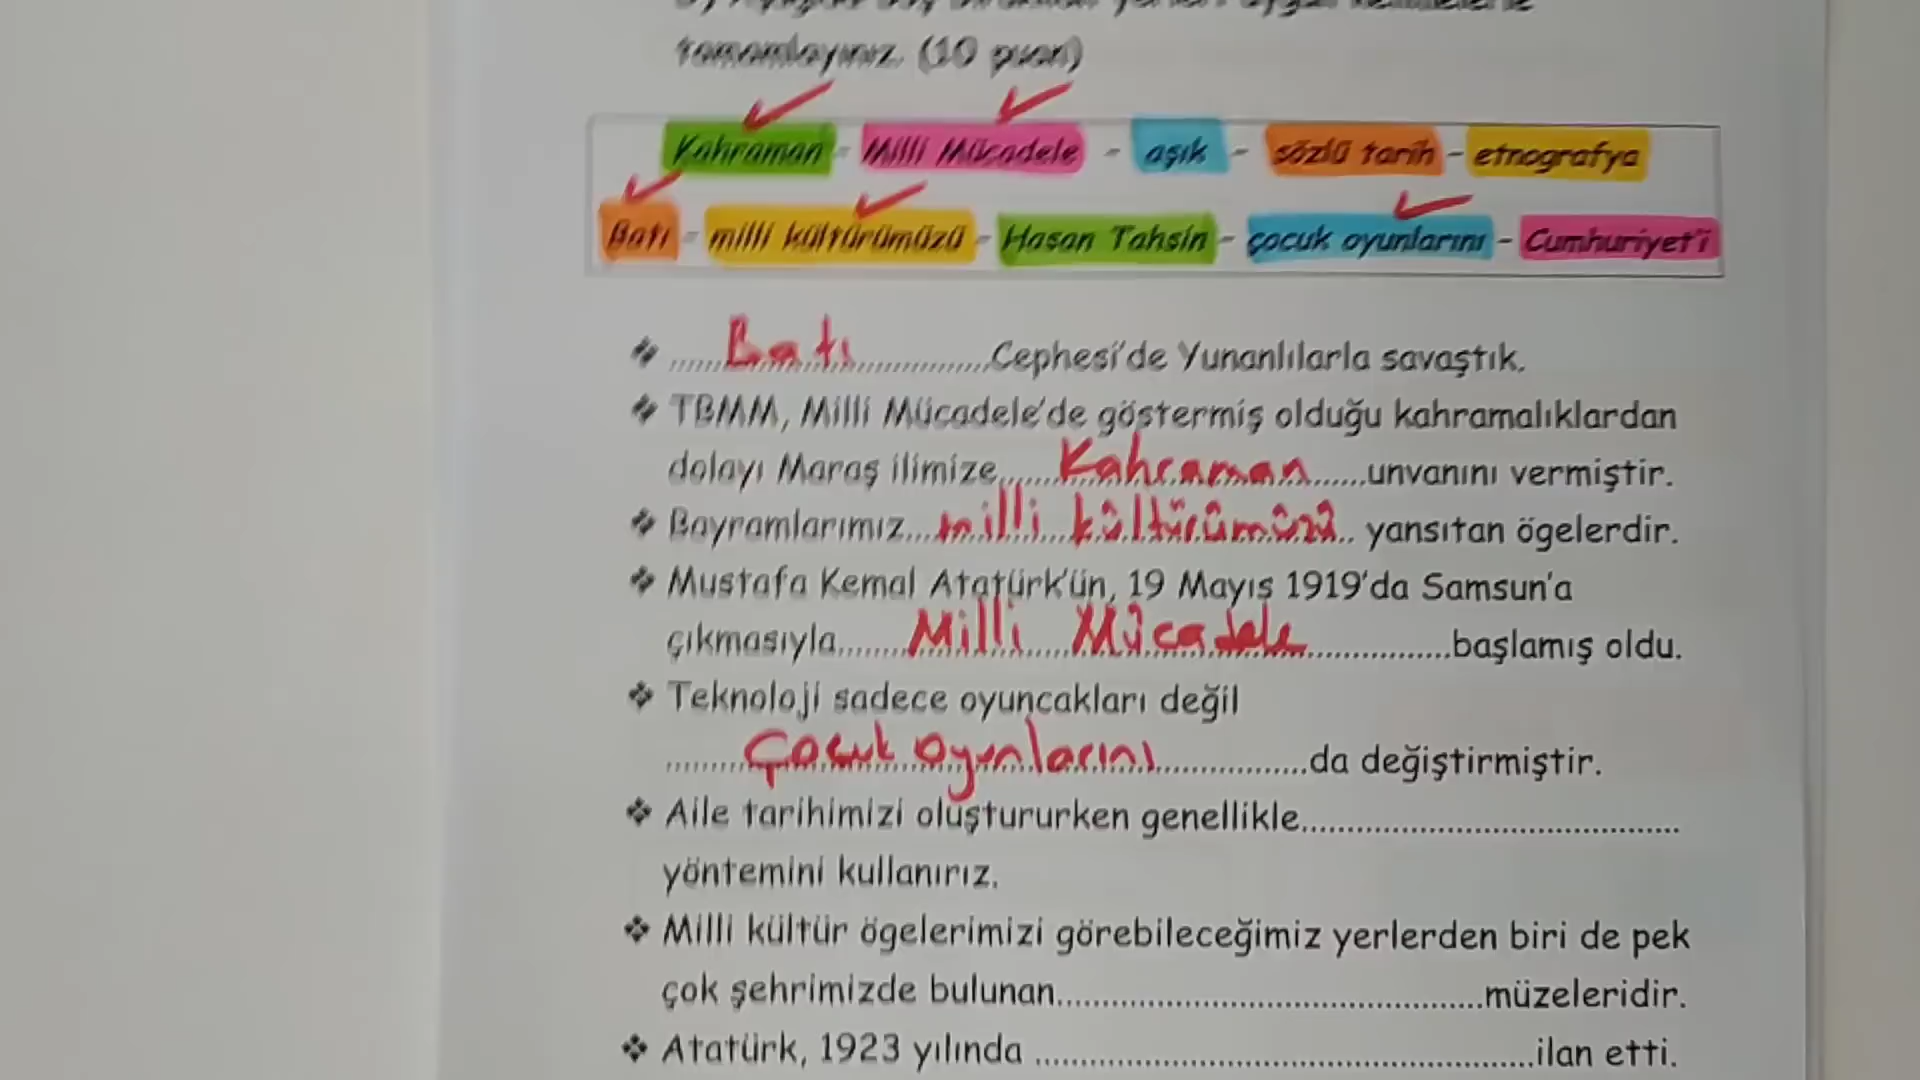 tamamlayınız. (10 puan)
Kahraman - Milli Mücadele - aşık - sözlü tarih - etnografya
Batı - milli kültürümüzü - Hasan Tahsin - çocuk oyunlarını - Cumhuriyet'i
❖ ......Batı...............Cephesi'de Yunanlılarla savaştık.
❖ TBMM, Milli Mücadele'de göstermiş olduğu kahramalıklardan
dolayı Maraş ilimize......Kahraman......unvanını vermiştir.
❖ Bayramlarımız...milli kültürümüzü.. yansıtan ögelerdir.
❖ Mustafa Kemal Atatürk'ün, 19 Mayıs 1919'da Samsun'a
çıkmasıyla.......Milli Mücadele...............başlamış oldu.
❖ Teknoloji sadece oyuncakları değil
.........Çocuk oyunlarını................da değiştirmiştir.
❖ Aile tarihimizi oluştururken genellikle..........................................
yöntemini kullanırız.
❖ Milli kültür ögelerimizi görebileceğimiz yerlerden biri de pek
çok şehrimizde bulunan..............................................müzeleridir.
❖ Atatürk, 1923 yılında ......................................................ilan etti.